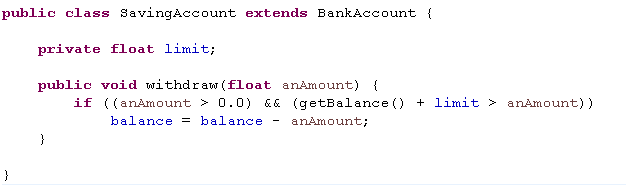 public class SavingAccount extends BankAccount {
private float limit;
public void withdraw(float anAmount) {
if ((anAmount > 0.0) && (getBalance() + limit > anAmount))
balance = balance - anAmount;
}
}